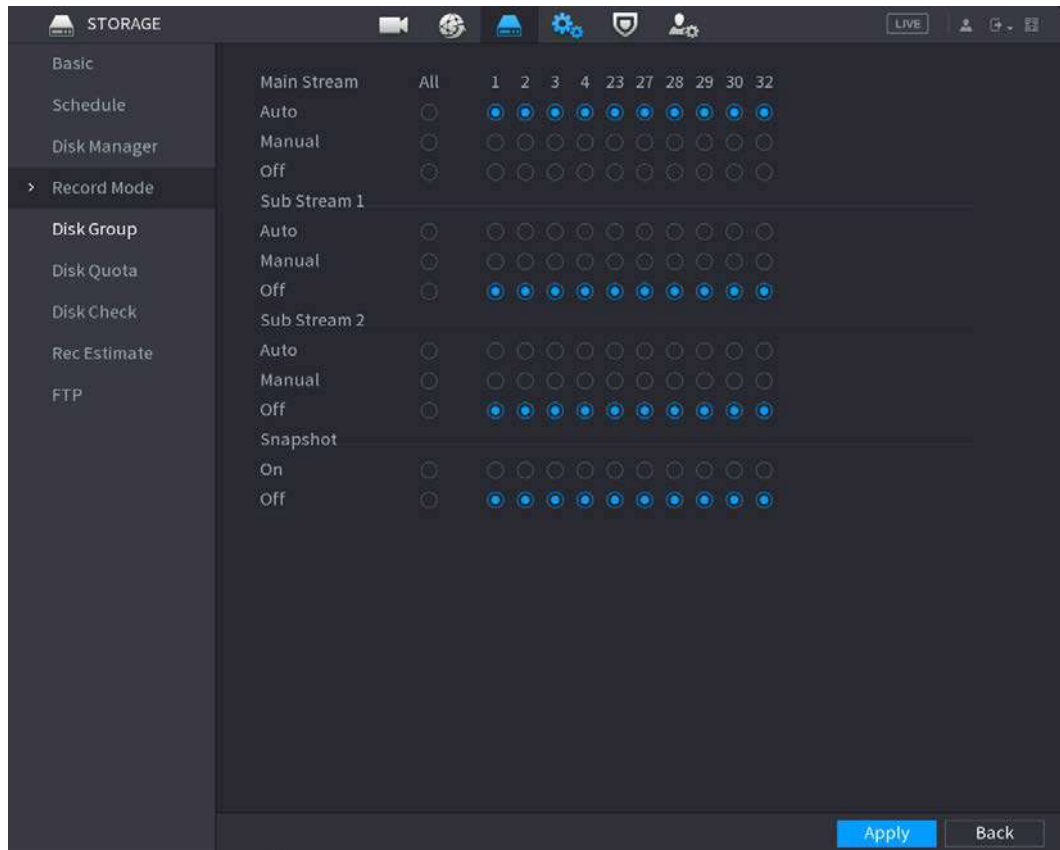 STORAGE LIVE
Basic
Schedule
Disk Manager
Record Mode
Disk Group
Disk Quota
Disk Check
Rec Estimate
FTP
Main Stream All 1 2 3 4 23 27 28 29 30 32
Auto
Manual
Off
Sub Stream 1
Auto
Manual
Off
Sub Stream 2
Auto
Manual
Off
Snapshot
On
Off
Apply Back